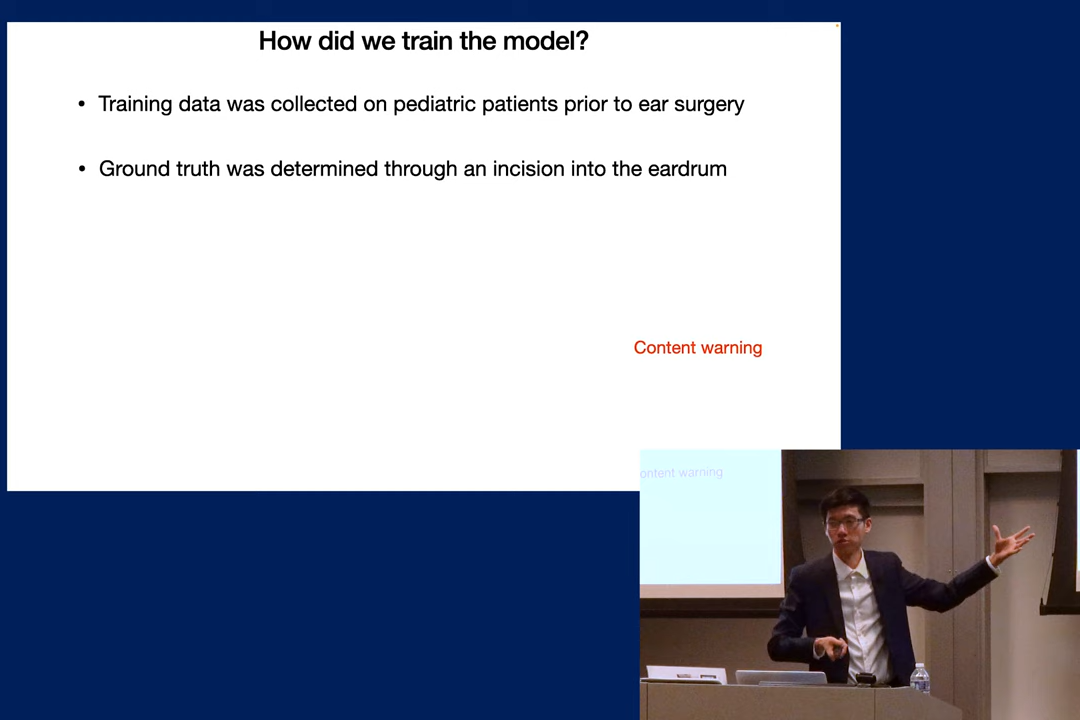 How did we train the model?
• Training data was collected on pediatric patients prior to ear surgery
• Ground truth was determined through an incision into the eardrum
Content warning
ontent warning